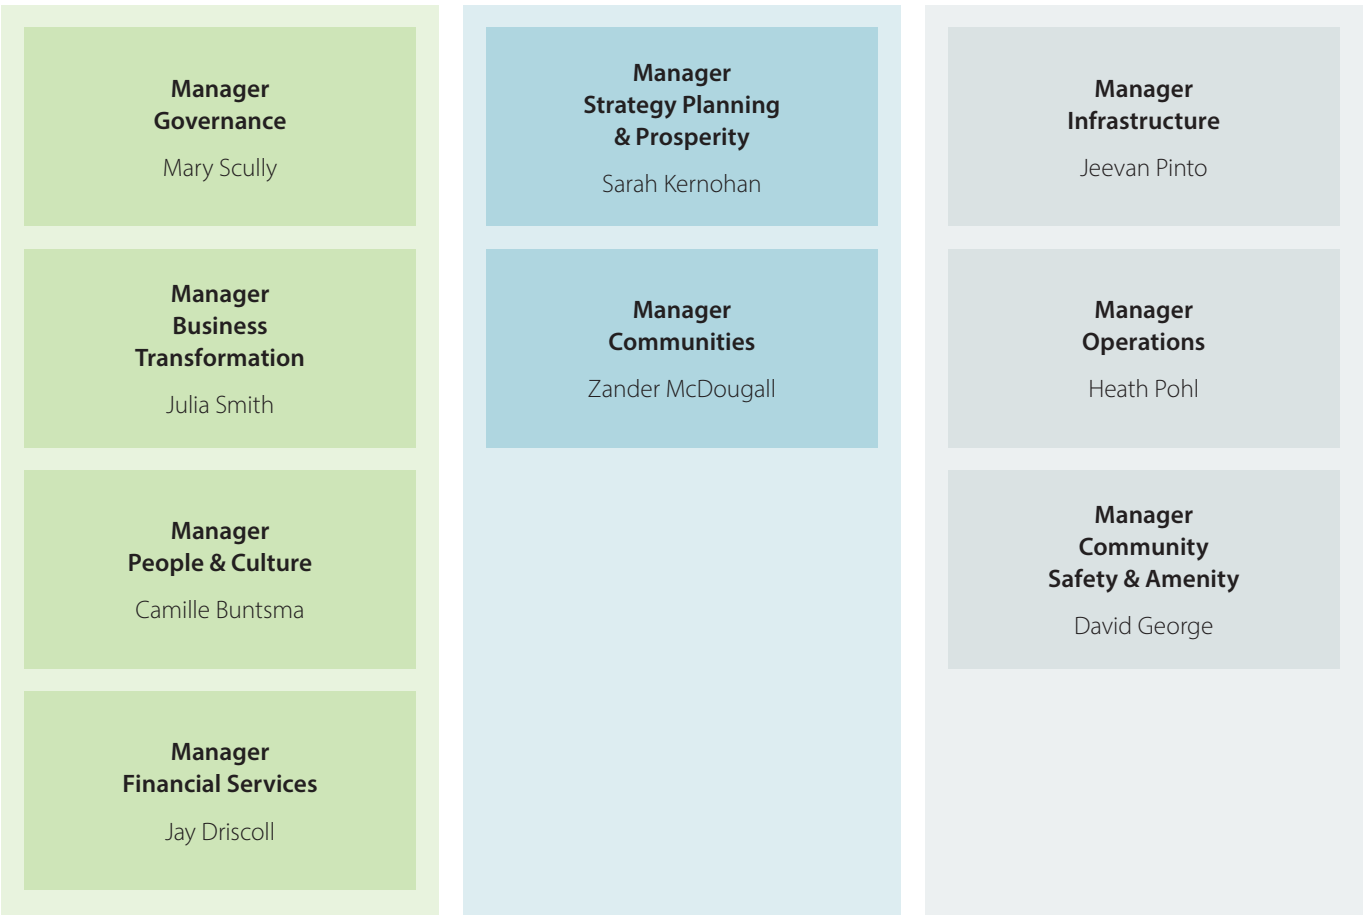 Manager
Governance
Mary Scully
Manager
Business
Transformation
Julia Smith
Manager
People & Culture
Camille Buntsma
Manager
Financial Services
Jay Driscoll
Manager
Strategy Planning
& Prosperity
Sarah Kernohan
Manager
Communities
Zander McDougall
Manager
Infrastructure
Jeevan Pinto
Manager
Operations
Heath Pohl
Manager
Community
Safety & Amenity
David George